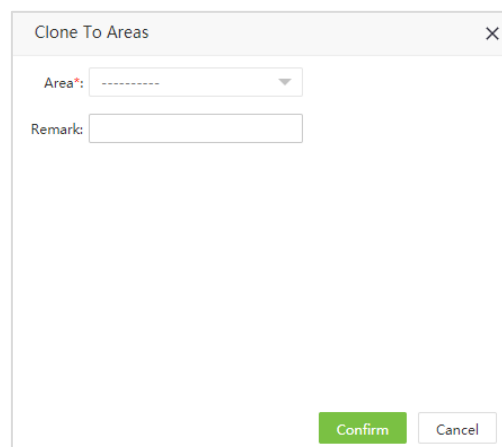 Clone To Areas
Area*: ----------
Remark:
Confirm Cancel